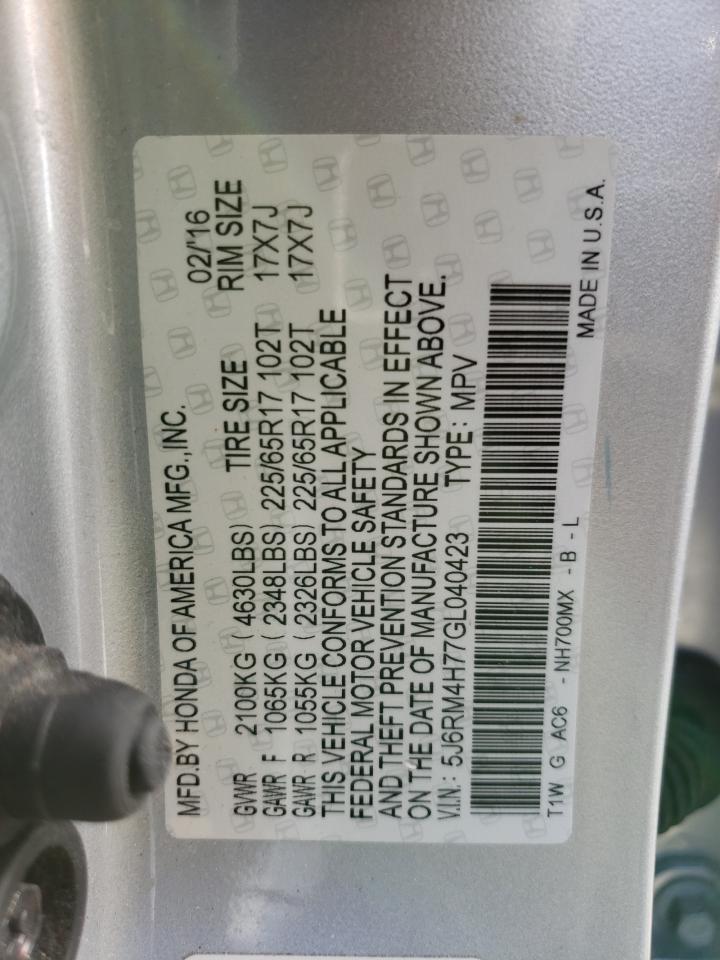 MFD.BY HONDA OF AMERICA MFG.,INC. 02/'16
GVWR 2100KG (4630LBS) TIRE SIZE RIM SIZE
GAWR F 1065KG (2348LBS) 225/65R17 102T 17X7J
GAWR R 1055KG (2326LBS) 225/65R17 102T 17X7J
THIS VEHICLE CONFORMS TO ALL APPLICABLE
FEDERAL MOTOR VEHICLE SAFETY
AND THEFT PREVENTION STANDARDS IN EFFECT
ON THE DATE OF MANUFACTURE SHOWN ABOVE.
V.I.N.: 5J6RM4H77GL040423 TYPE: MPV
T1W G AC6 - NH700MX - B - L MADE IN U.S.A.